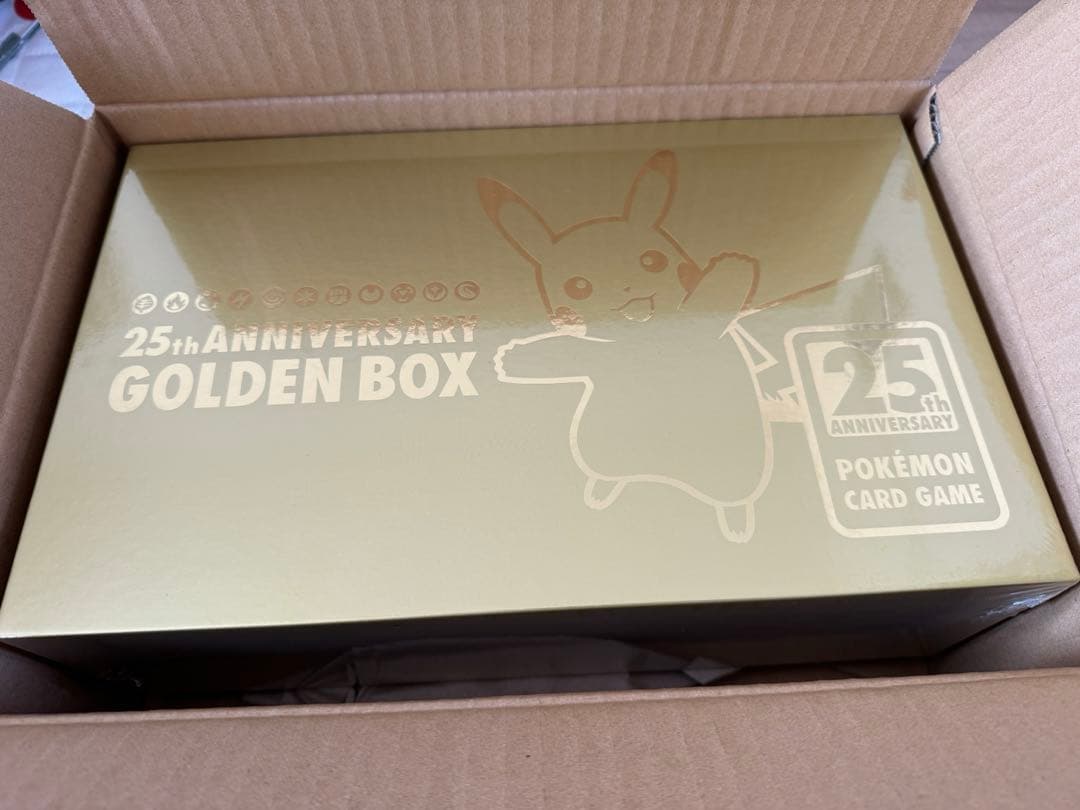 25th ANNIVERSARY
GOLDEN BOX
25th
ANNIVERSARY
POKÉMON
CARD GAME